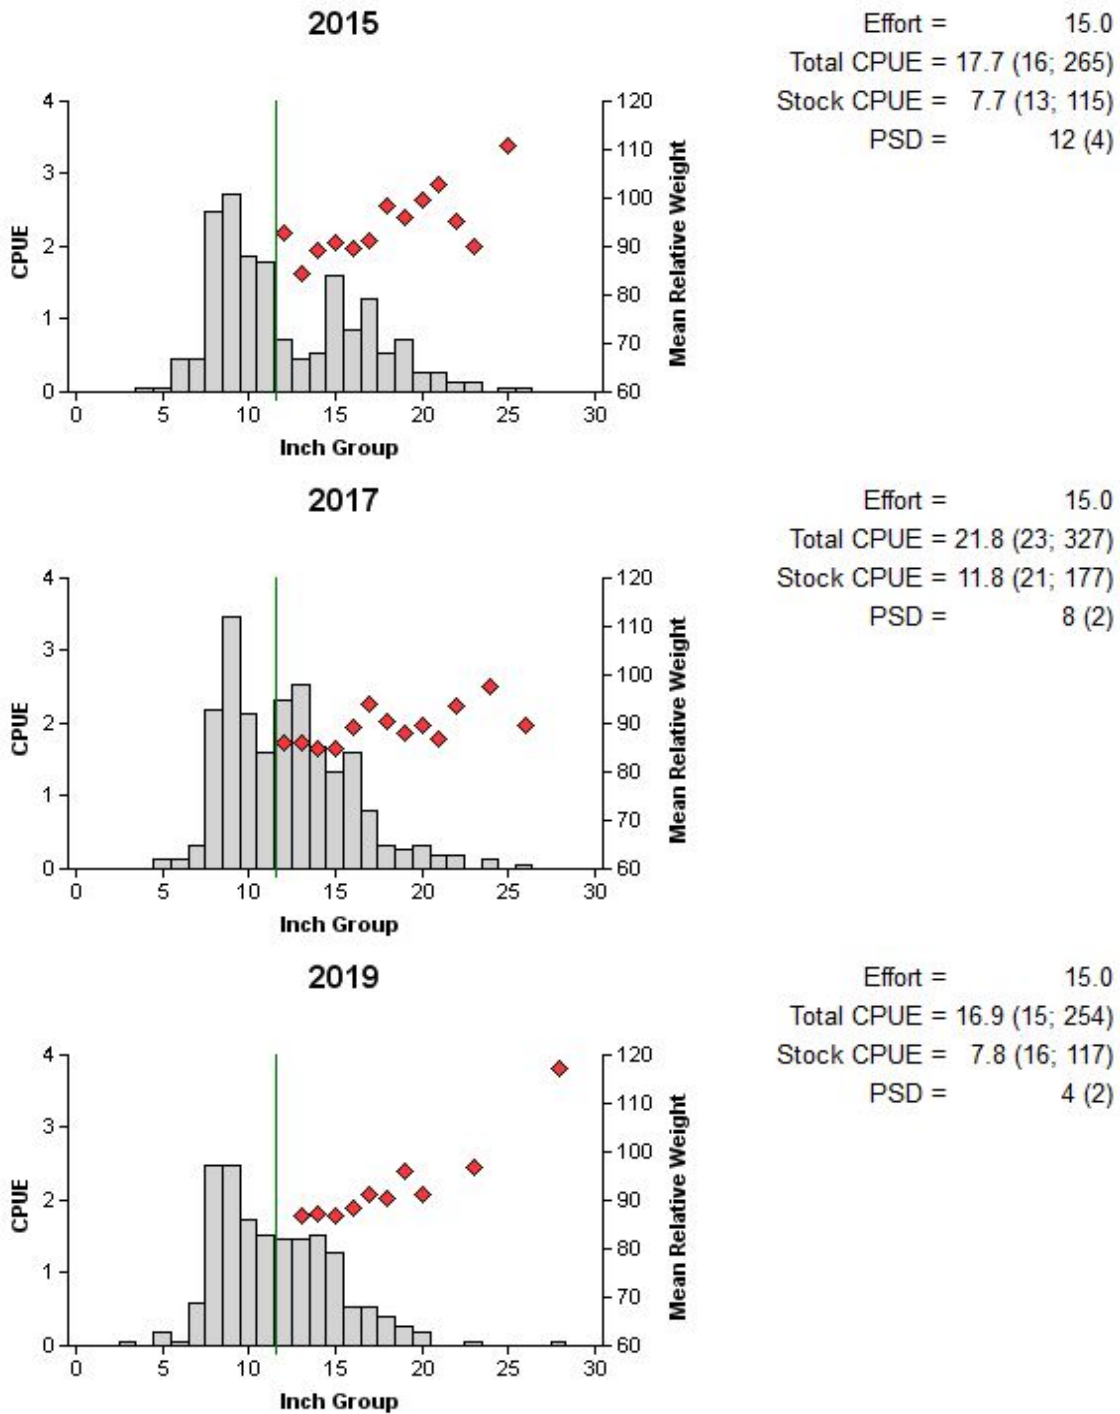 2015
Effort = 15.0
Total CPUE = 17.7 (16; 265)
Stock CPUE = 7.7 (13; 115)
PSD = 12 (4)
4
3
2
1
0
CPUE
120
110
100
90
80
70
60
Mean Relative Weight
0 5 10 15 20 25 30
Inch Group
2017
Effort = 15.0
Total CPUE = 21.8 (23; 327)
Stock CPUE = 11.8 (21; 177)
PSD = 8 (2)
4
3
2
1
0
CPUE
120
110
100
90
80
70
60
Mean Relative Weight
0 5 10 15 20 25 30
Inch Group
2019
Effort = 15.0
Total CPUE = 16.9 (15; 254)
Stock CPUE = 7.8 (16; 117)
PSD = 4 (2)
4
3
2
1
0
CPUE
120
110
100
90
80
70
60
Mean Relative Weight
0 5 10 15 20 25 30
Inch Group